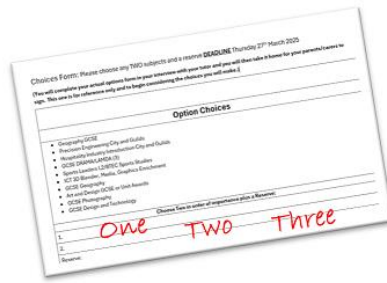 Choices Form: Please choose any TWO subjects and a reserve DEADLINE Thursday 27th March 2025
(You will complete your actual options form in your interview with your tutor and you will then take it home for your parents/carers to
sign. This one is for reference only and to begin considering the choices you will make.)
Option Choices
Geography GCSE
Precision Engineering City and Guilds
Hospitality Industry Introduction City and Guilds
GCSE DRAMA/LAMDA (3)
Sports Leaders L2/BTEC Sports Studies
ICT 3D Blender, Media, Graphics Enrichment
GCSE Geography
Art and Design GCSE or Unit Awards
GCSE Photography
GCSE Design and Technology
Choose Two in order of importance plus a Reserve:
1.
2.
Reserve:
One Two Three